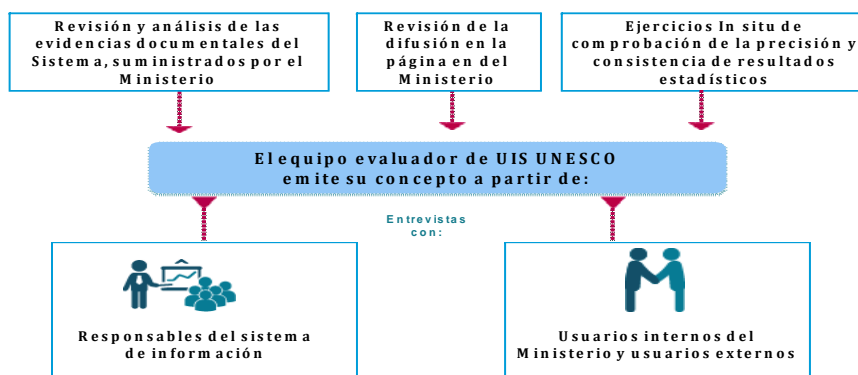 Revisión y análisis de las
evidencias documentales del
Sistema, suministrados por el
Ministerio
Revisión de la
difusión en la
página en del
Ministerio
Ejercicios In situ de
comprobación de la precisión y
consistencia de resultados
estadísticos
El equipo evaluador de UIS UNESCO
emite su concepto a partir de:
Entrevistas
con:
Responsables del sistema
de información
Usuarios internos del
Ministerio y usuarios externos